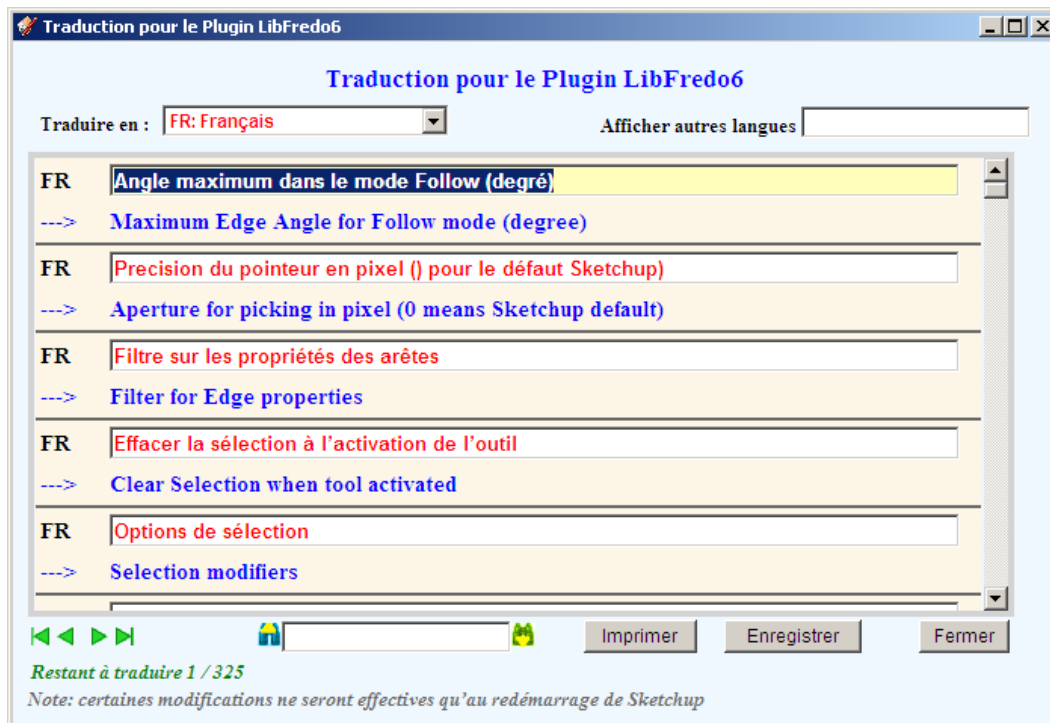 Traduction pour le Plugin LibFredo6
Traduction pour le Plugin LibFredo6
Traduire en : FR: Français Afficher autres langues
FR Angle maximum dans le mode Follow (degré)
---> Maximum Edge Angle for Follow mode (degree)
FR Precision du pointeur en pixel () pour le défaut Sketchup)
---> Aperture for picking in pixel (0 means Sketchup default)
FR Filtre sur les propriétés des arêtes
---> Filter for Edge properties
FR Effacer la sélection à l'activation de l'outil
---> Clear Selection when tool activated
FR Options de sélection
---> Selection modifiers
Imprimer Enregistrer Fermer
Restant à traduire 1 / 325
Note: certaines modifications ne seront effectives qu'au redémarrage de Sketchup